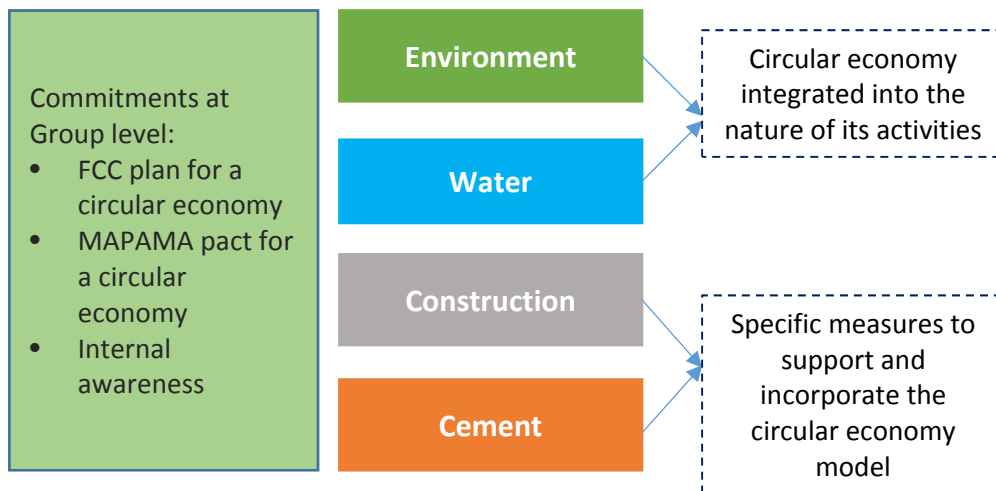 Commitments at
Group level:
• FCC plan for a
circular economy
• MAPAMA pact for
a circular
economy
• Internal
awareness
Environment
Water
Construction
Cement
Circular economy
integrated into the
nature of its activities
Specific measures to
support and
incorporate the
circular economy
model